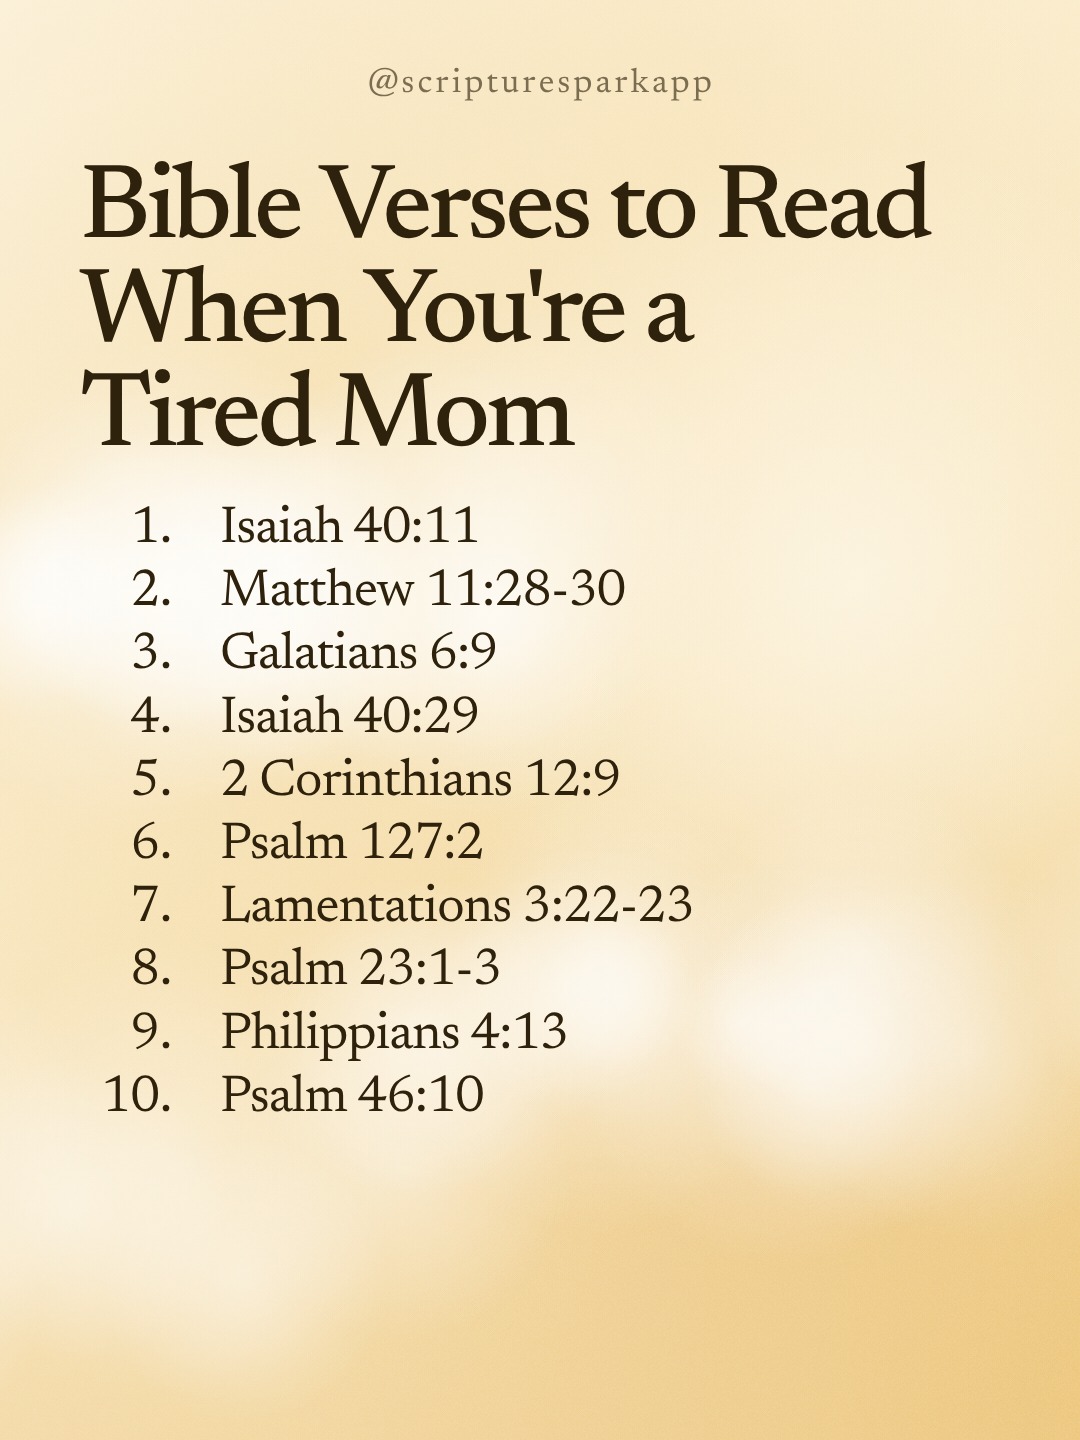 @scripturesparkapp
Bible Verses to Read
When You're a
Tired Mom
1. Isaiah 40:11
2. Matthew 11:28-30
3. Galatians 6:9
4. Isaiah 40:29
5. 2 Corinthians 12:9
6. Psalm 127:2
7. Lamentations 3:22-23
8. Psalm 23:1-3
9. Philippians 4:13
10. Psalm 46:10